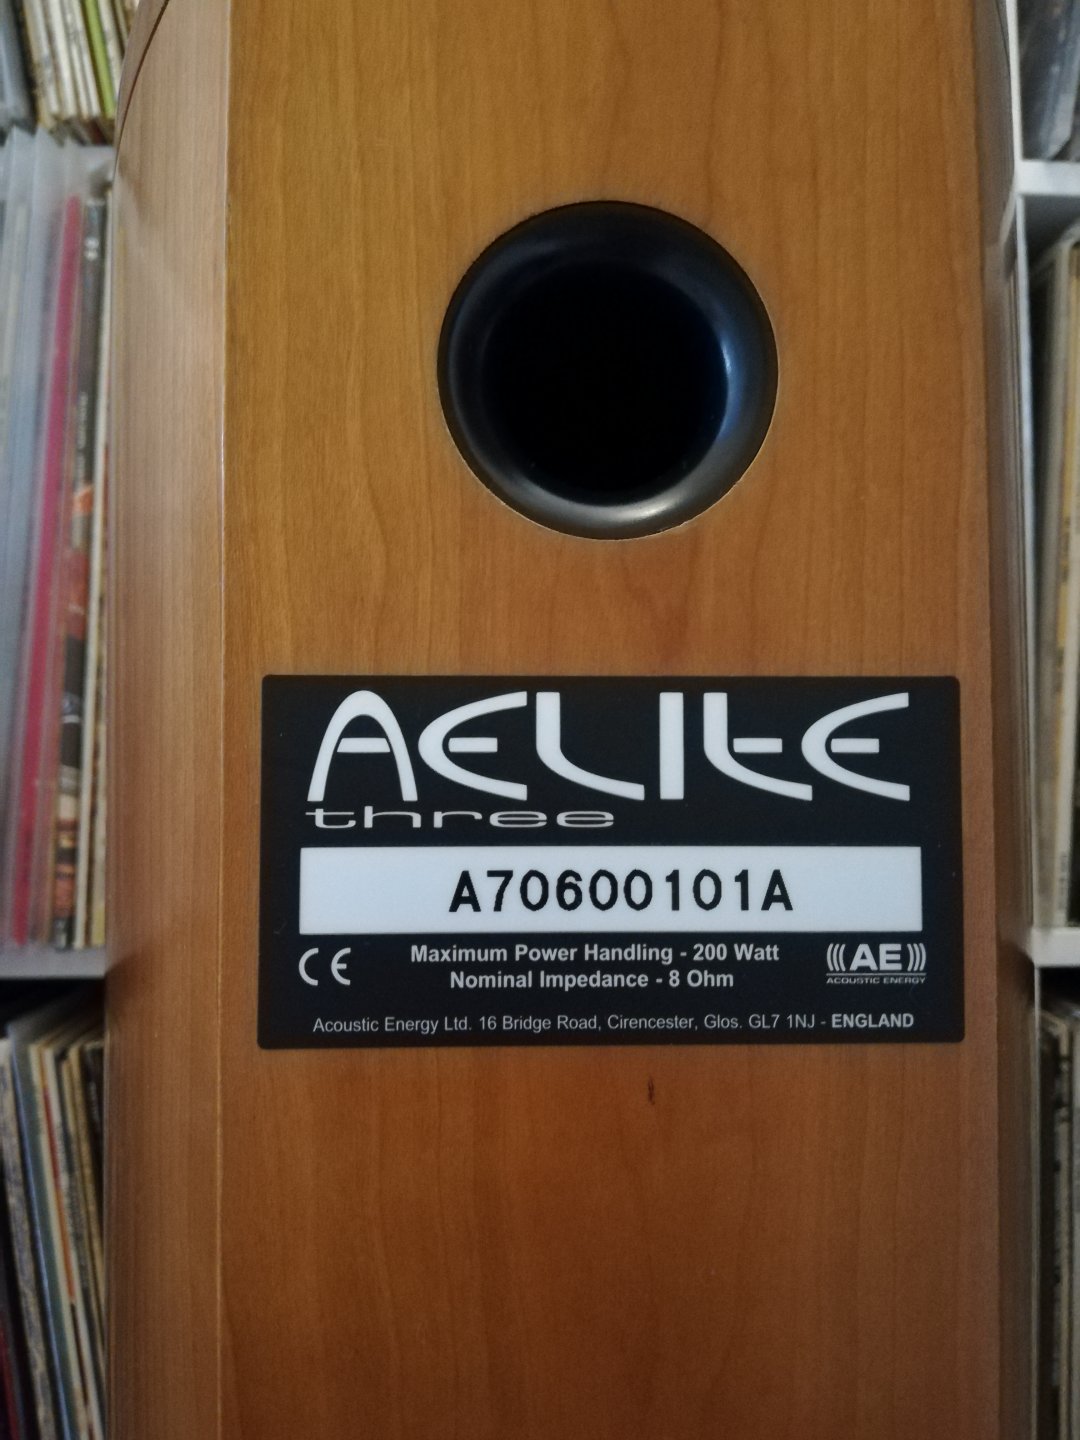 AELITE
three
A70600101A
CE
Maximum Power Handling - 200 Watt
Nominal Impedance - 8 Ohm
AE
ACOUSTIC ENERGY
Acoustic Energy Ltd. 16 Bridge Road, Cirencester, Glos. GL7 1NJ - ENGLAND